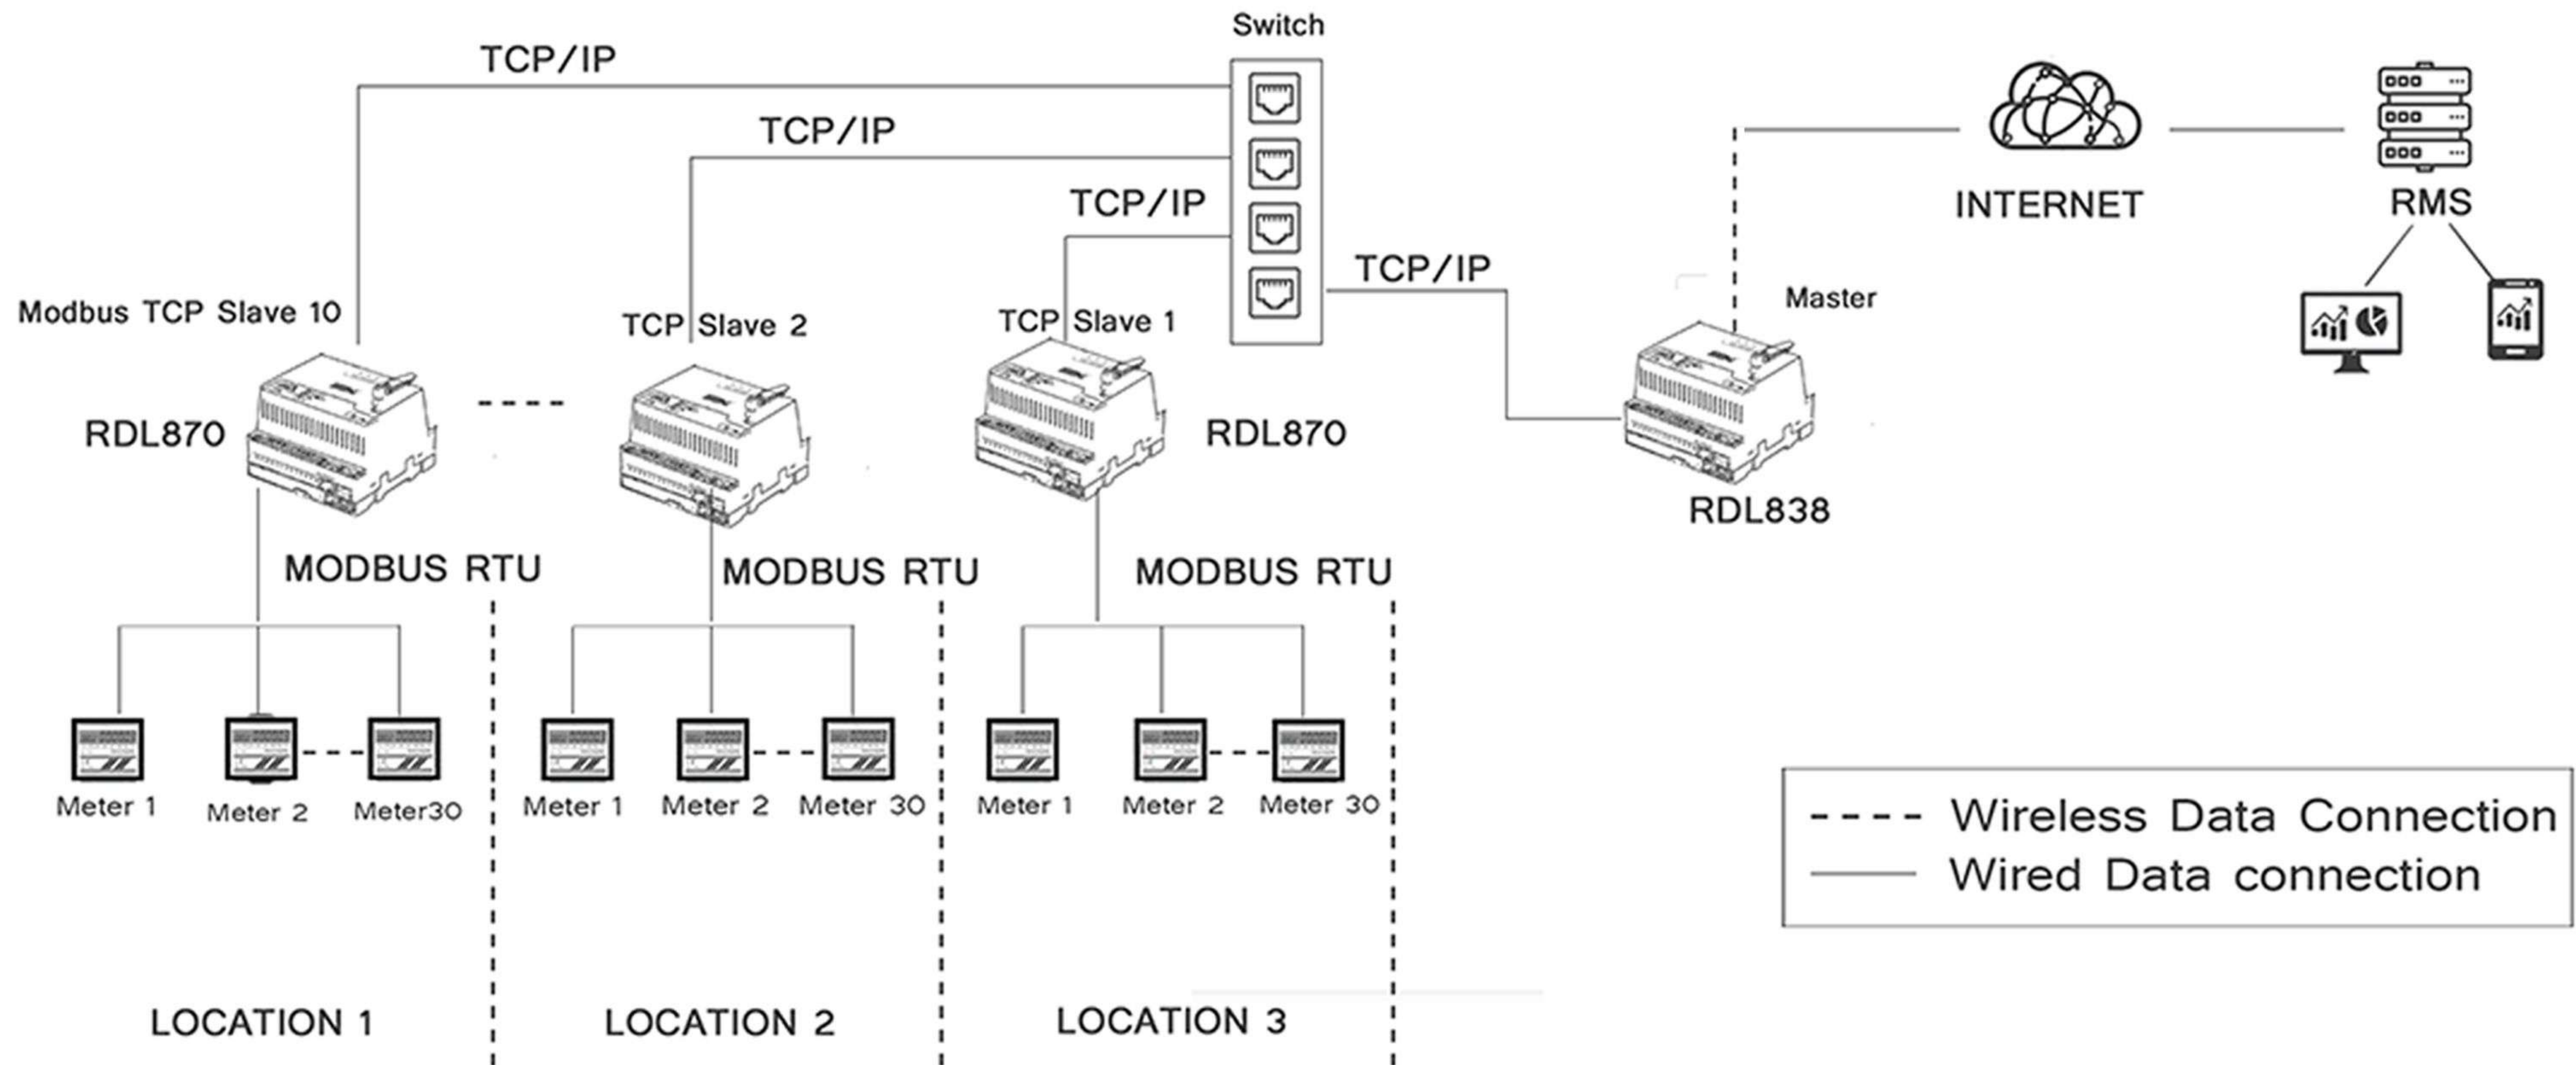 Switch
TCP/IP
TCP/IP
TCP/IP
TCP/IP
INTERNET
RMS
Modbus TCP Slave 10
TCP Slave 2
TCP Slave 1
Master
RDL870
RDL870
RDL838
MODBUS RTU
MODBUS RTU
MODBUS RTU
Meter 1
Meter 2
Meter30
Meter 1
Meter 2
Meter 30
Meter 1
Meter 2
Meter 30
Wireless Data Connection
Wired Data connection
LOCATION 1
LOCATION 2
LOCATION 3